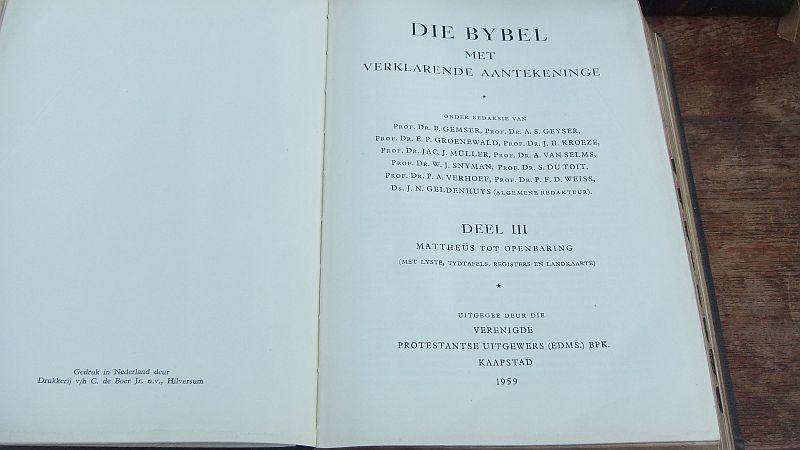 Gedruk in Nederland deur
Drukkerij v/h C. de Boer Jr. n.v., Hilversum
DIE BYBEL
MET
VERKLARENDE AANTEKENINGE
*
ONDER REDAKSIE VAN
PROF. DR. B. GEMSER, PROF. DR. A. S. GEYSER,
PROF. DR. E. P. GROENEWALD, PROF. DR. J. H. KROEZE,
PROF. DR. JAC. J. MÜLLER, PROF. DR. A. VAN SELMS,
PROF. DR. W. J. SNYMAN, PROF. DR. S. DU TOIT,
PROF. DR. P. A. VERHOEF, PROF. DR. P. F. D. WEISS,
DS. J. N. GELDENHUYS (ALGEMENE REDAKTEUR).
DEEL III
MATTHEÜS TOT OPENBARING
(MET LYSTE, TYDTAFELS, REGISTERS EN LANDKAARTE)
*
UITGEGEE DEUR DIE
VERENIGDE
PROTESTANTSE UITGEWERS (EDMS.) BPK.
KAAPSTAD
1959